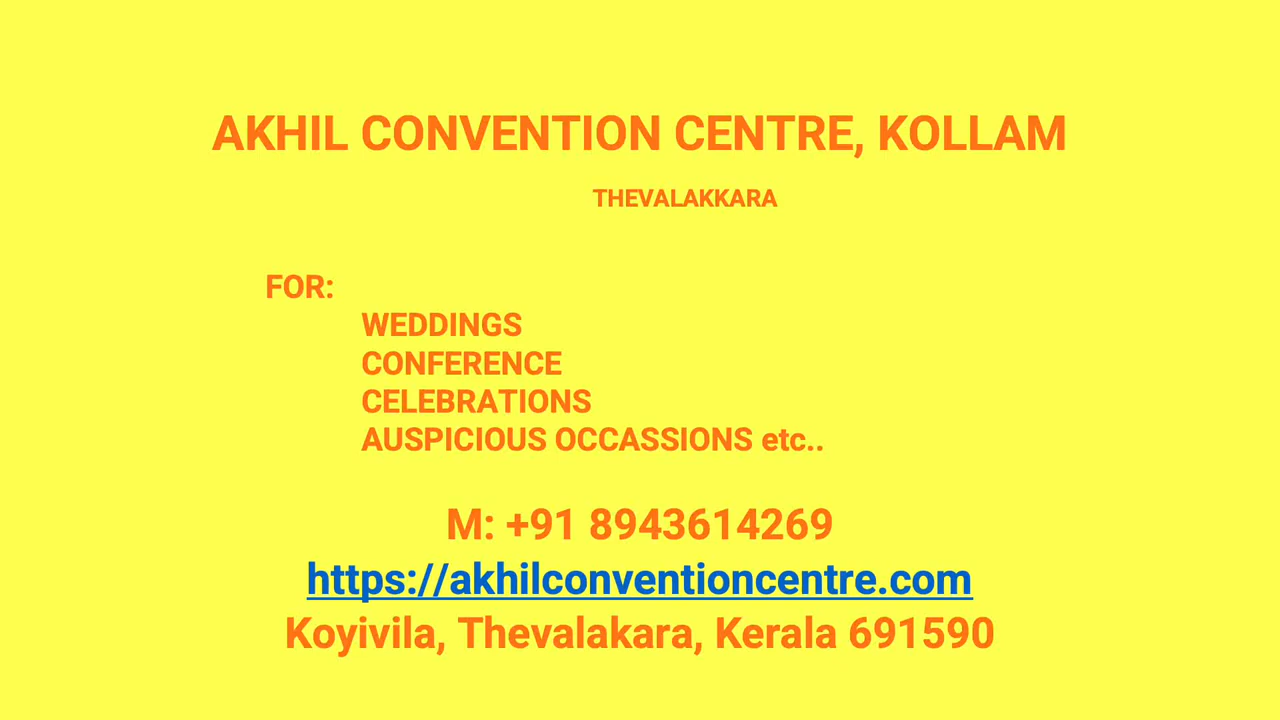 AKHIL CONVENTION CENTRE, KOLLAM
THEVALAKKARA
FOR:
WEDDINGS
CONFERENCE
CELEBRATIONS
AUSPICIOUS OCCASSIONS etc..
M: +91 8943614269
https://akhilconventioncentre.com
Koyivila, Thevalakara, Kerala 691590